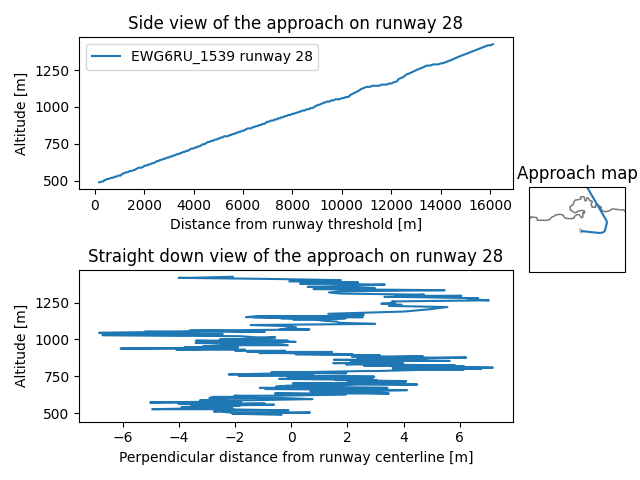 Side view of the approach on runway 28
EWG6RU_1539 runway 28
Altitude [m]
1250
1000
750
500
0 2000 4000 6000 8000 10000 12000 14000 16000
Distance from runway threshold [m]
Approach map
Straight down view of the approach on runway 28
Altitude [m]
1250
1000
750
500
−6 −4 −2 0 2 4 6
Perpendicular distance from runway centerline [m]